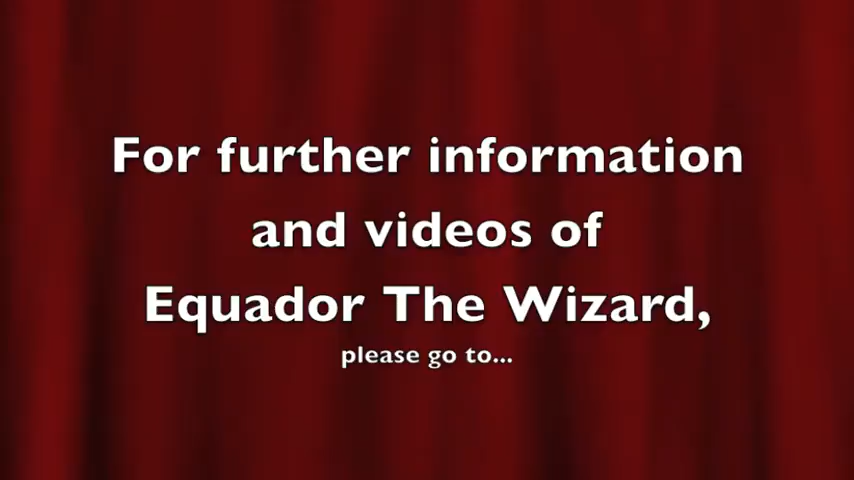 For further information
and videos of
Equador The Wizard,
please go to...